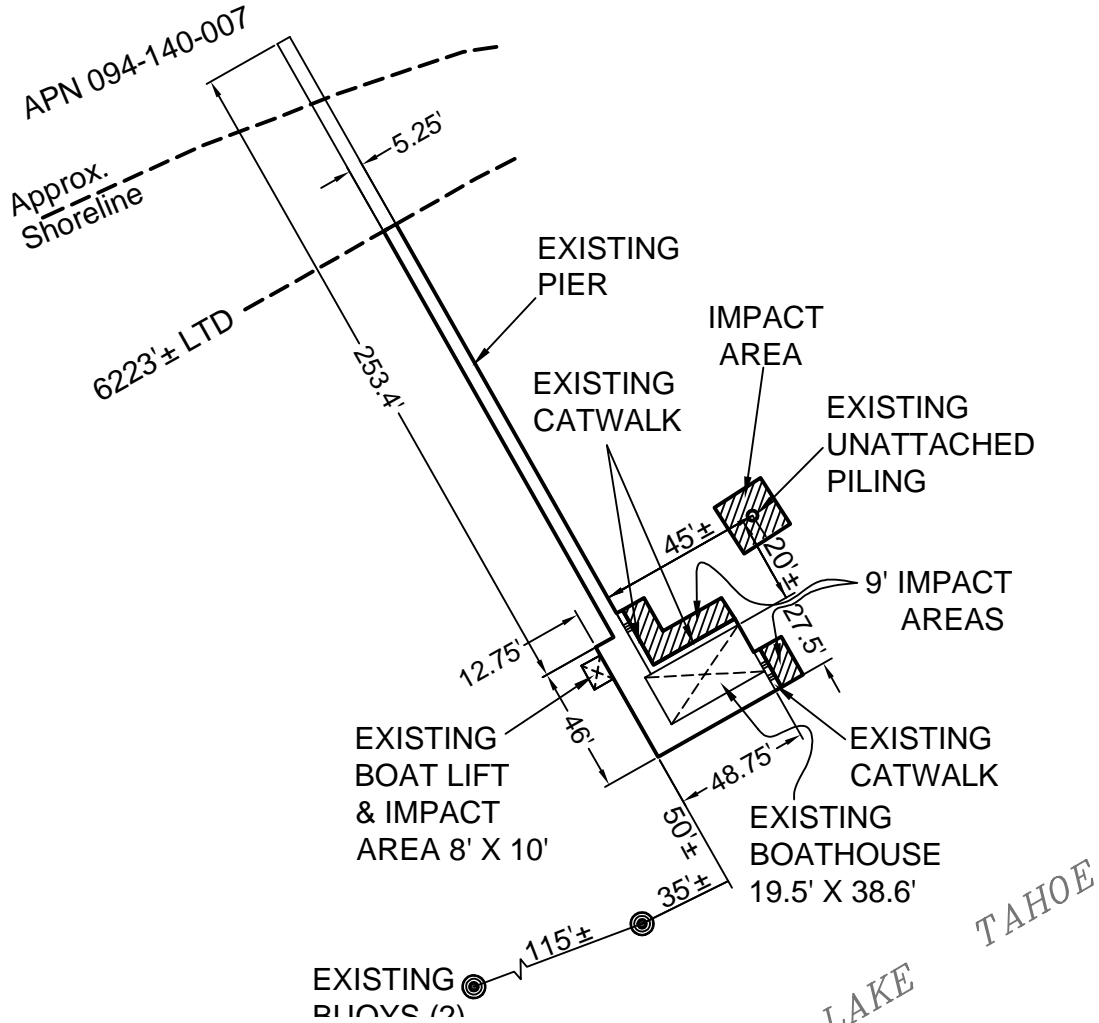 APN 094-140-007
Approx.
Shoreline
5.25'
6223'± LTD
EXISTING
PIER
253.4'
IMPACT
AREA
EXISTING
CATWALK
EXISTING
UNATTACHED
PILING
45'±
20'±
9' IMPACT
AREAS
27.5'
12.75'
46'
EXISTING
BOAT LIFT
& IMPACT
AREA 8' X 10'
48.75'
EXISTING
CATWALK
50'±
EXISTING
BOATHOUSE
19.5' X 38.6'
35'±
115'±
EXISTING
BUOYS (2)
LAKE TAHOE